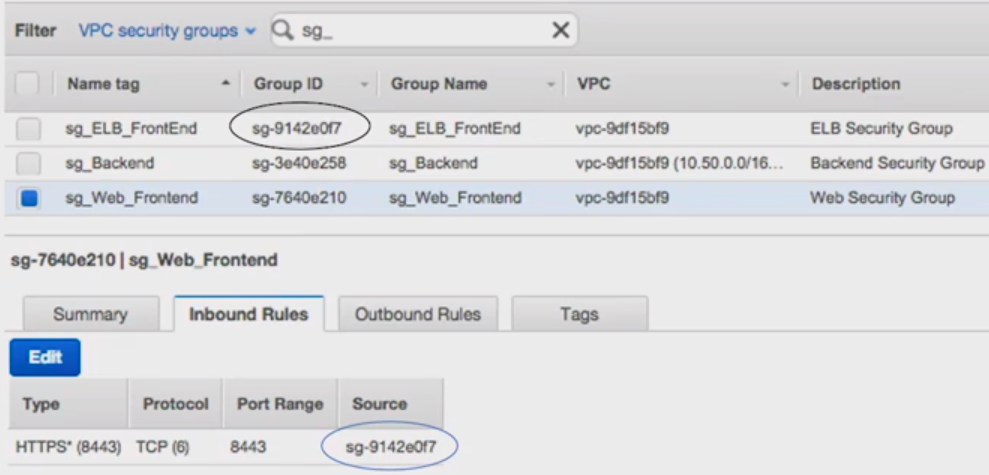 Filter VPC security groups sg_
Name tag Group ID Group Name VPC Description
sg_ELB_FrontEnd sg-9142e0f7 sg_ELB_FrontEnd vpc-9df15bf9 ELB Security Group
sg_Backend sg-3e40e258 sg_Backend vpc-9df15bf9 (10.50.0.0/16... Backend Security Group
sg_Web_Frontend sg-7640e210 sg_Web_Frontend vpc-9df15bf9 Web Security Group
sg-7640e210 | sg_Web_Frontend
Summary Inbound Rules Outbound Rules Tags
Edit
Type Protocol Port Range Source
HTTPS* (8443) TCP (6) 8443 sg-9142e0f7